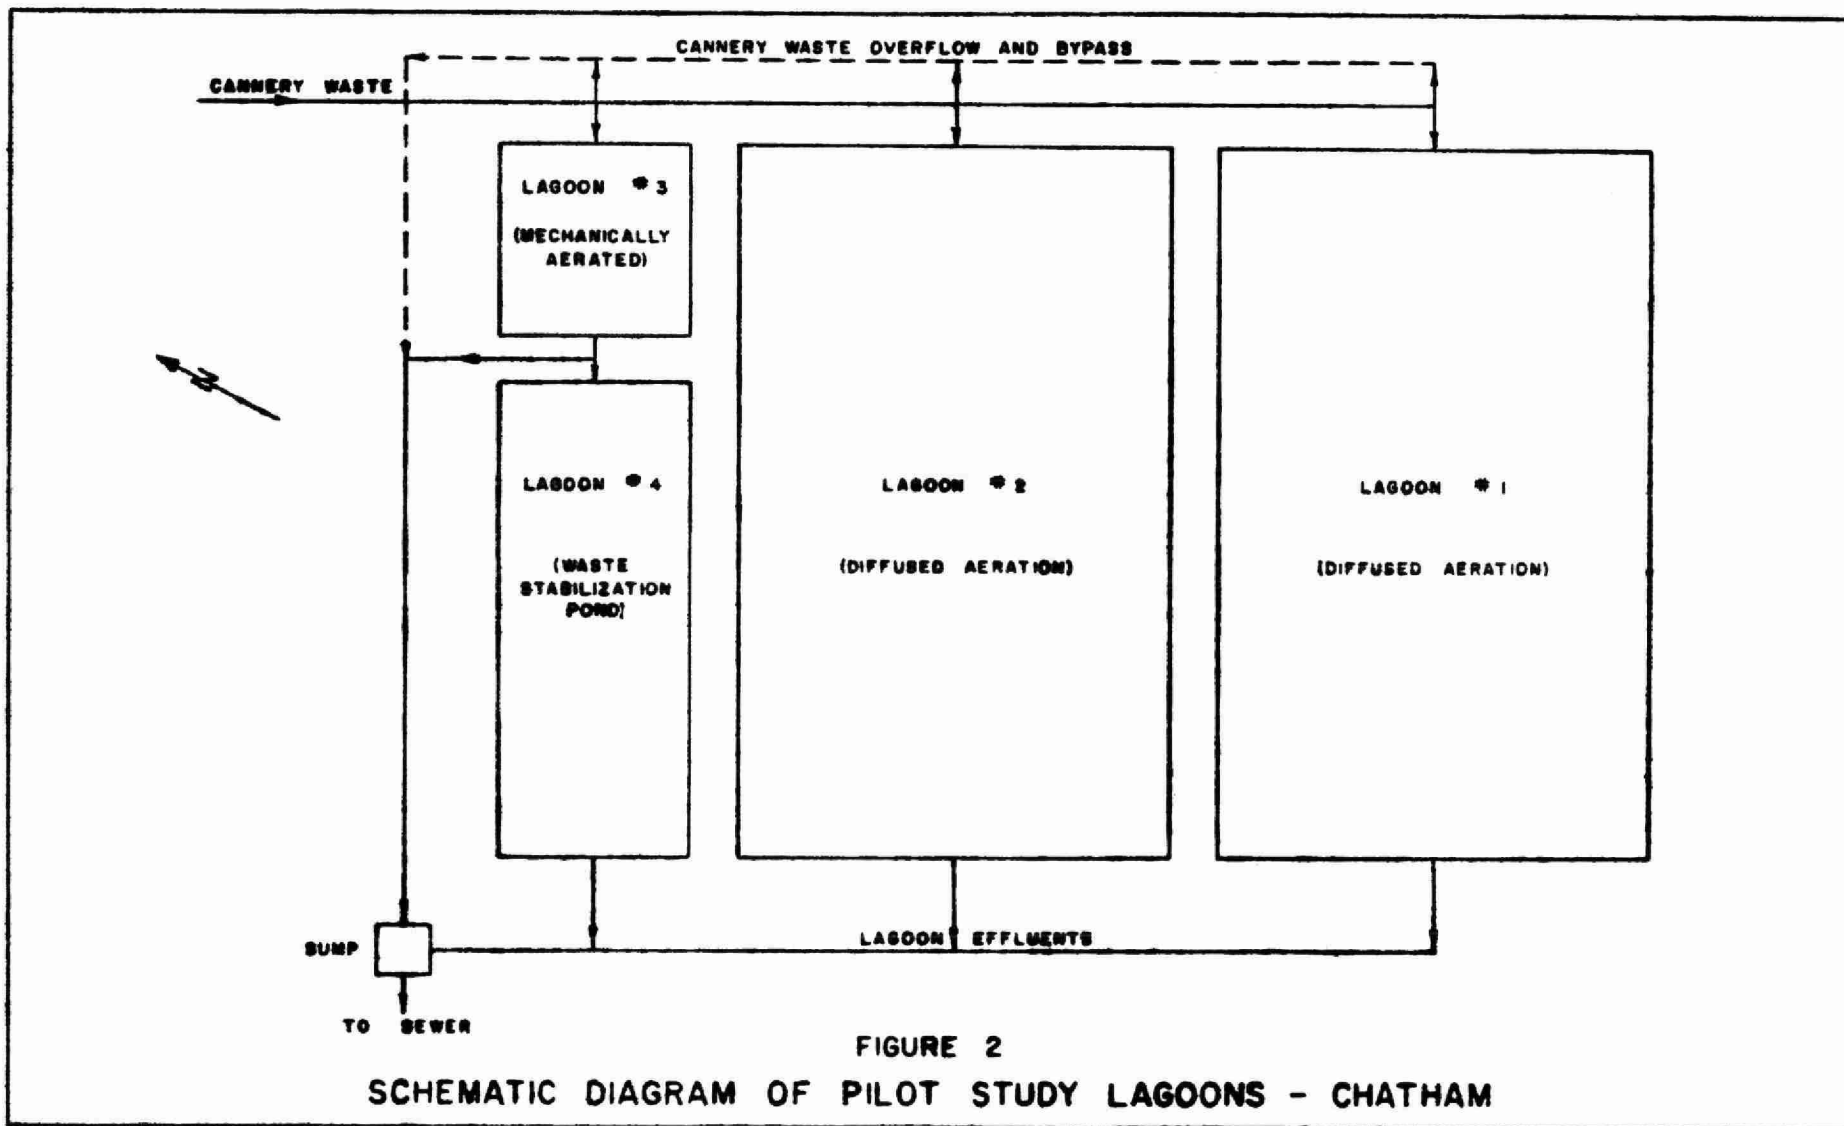 CANNERY WASTE OVERFLOW AND BYPASS
CANNERY WASTE
LAGOON #3
(MECHANICALLY
AERATED)
N
LAGOON #4
(WASTE
STABILIZATION
POND)
LAGOON #2
(DIFFUSED AERATION)
LAGOON #1
(DIFFUSED AERATION)
LAGOON EFFLUENTS
SUMP
TO SEWER
FIGURE 2
SCHEMATIC DIAGRAM OF PILOT STUDY LAGOONS - CHATHAM